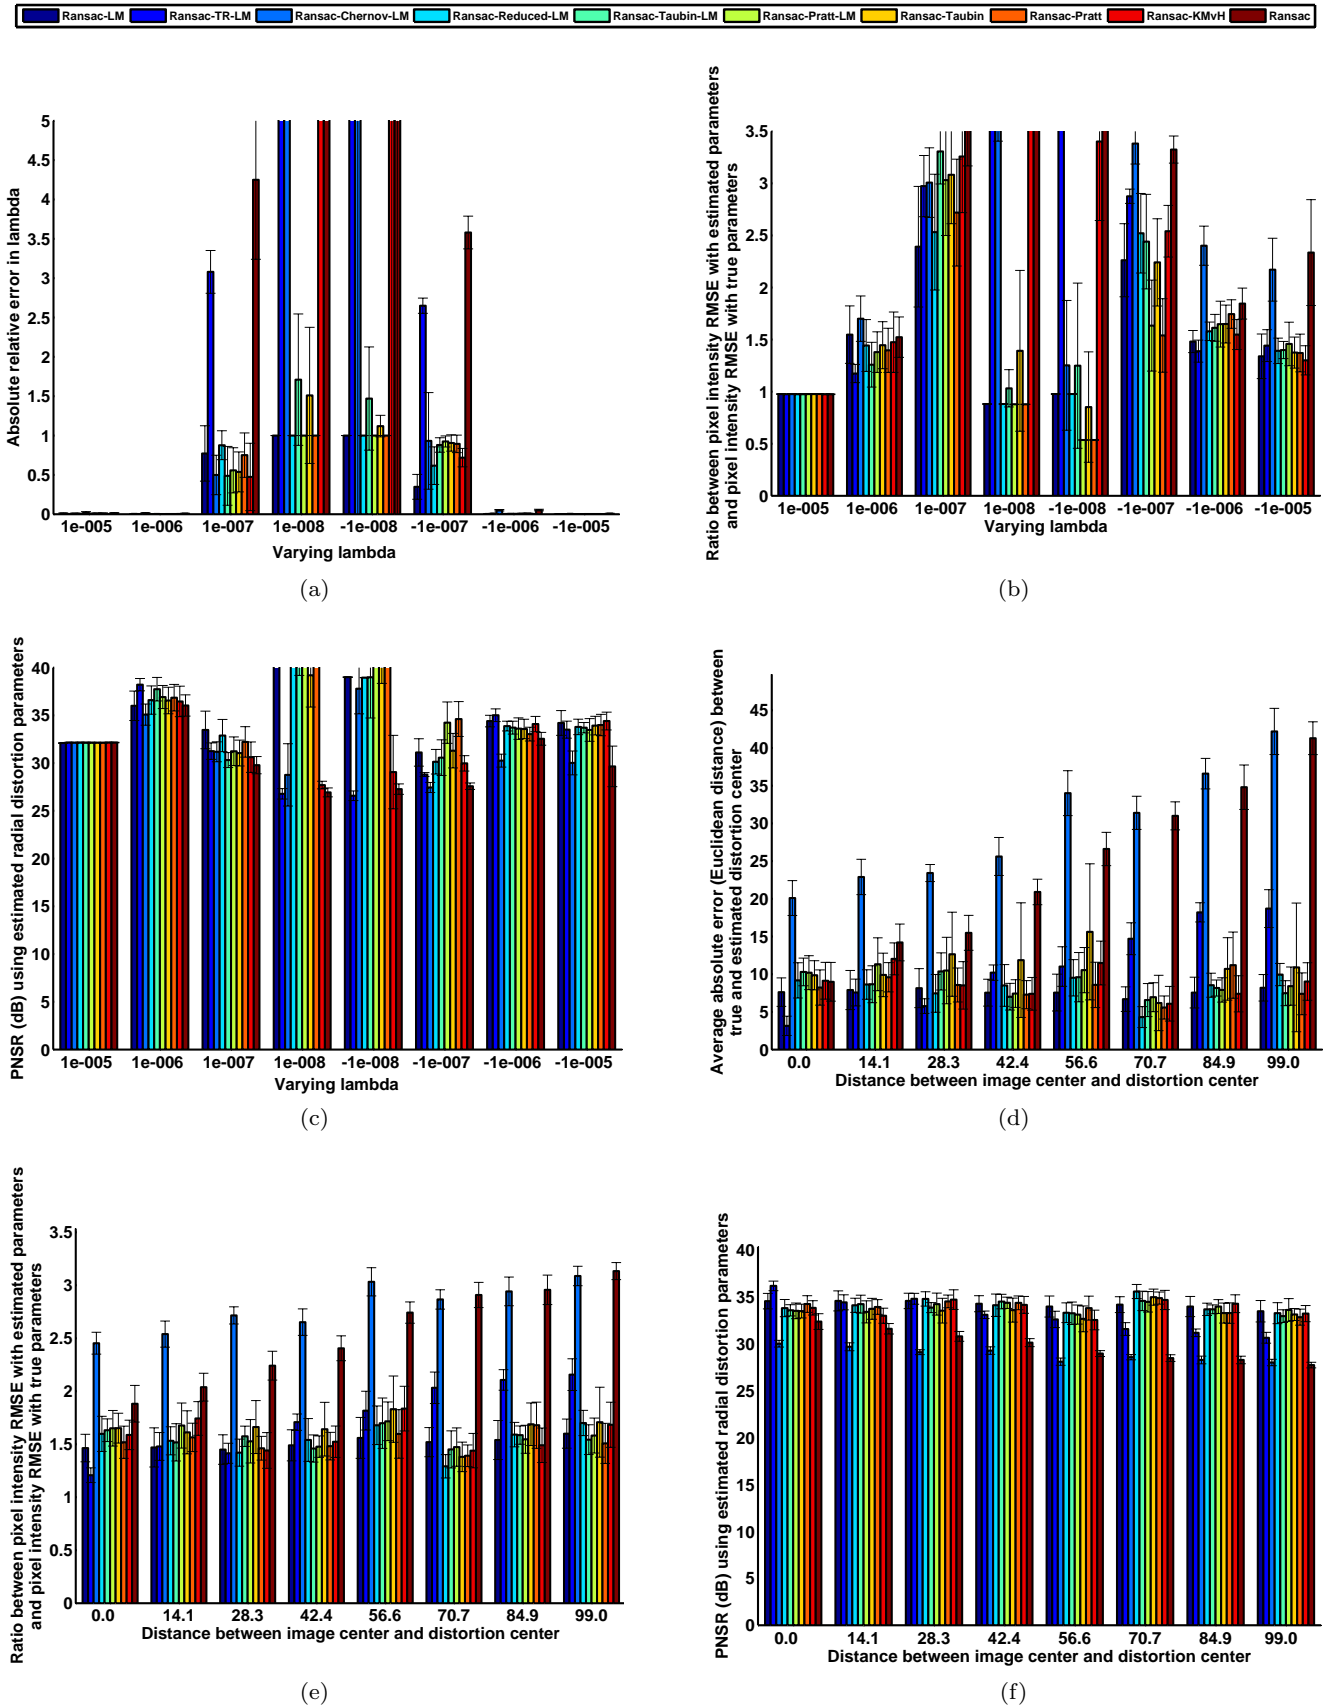 Ransac-LM Ransac-TR-LM Ransac-Chernov-LM Ransac-Reduced-LM Ransac-Taubin-LM Ransac-Pratt-LM Ransac-Taubin Ransac-Pratt Ransac-KMvH Ransac
Absolute relative error in lambda
5
4.5
4
3.5
3
2.5
2
1.5
1
0.5
0
1e-005 1e-006 1e-007 1e-008 -1e-008 -1e-007 -1e-006 -1e-005
Varying lambda
(a)
Ratio between pixel intensity RMSE with estimated parameters
and pixel intensity RMSE with true parameters
3.5
3
2.5
2
1.5
1
0.5
0
1e-005 1e-006 1e-007 1e-008 -1e-008 -1e-007 -1e-006 -1e-005
Varying lambda
(b)
PNSR (dB) using estimated radial distortion parameters
40
35
30
25
20
15
10
5
0
1e-005 1e-006 1e-007 1e-008 -1e-008 -1e-007 -1e-006 -1e-005
Varying lambda
(c)
Average absolute error (Euclidean distance) between
true and estimated distortion center
45
40
35
30
25
20
15
10
5
0
0.0 14.1 28.3 42.4 56.6 70.7 84.9 99.0
Distance between image center and distortion center
(d)
Ratio between pixel intensity RMSE with estimated parameters
and pixel intensity RMSE with true parameters
3.5
3
2.5
2
1.5
1
0.5
0
0.0 14.1 28.3 42.4 56.6 70.7 84.9 99.0
Distance between image center and distortion center
(e)
PNSR (dB) using estimated radial distortion parameters
40
35
30
25
20
15
10
5
0
0.0 14.1 28.3 42.4 56.6 70.7 84.9 99.0
Distance between image center and distortion center
(f)